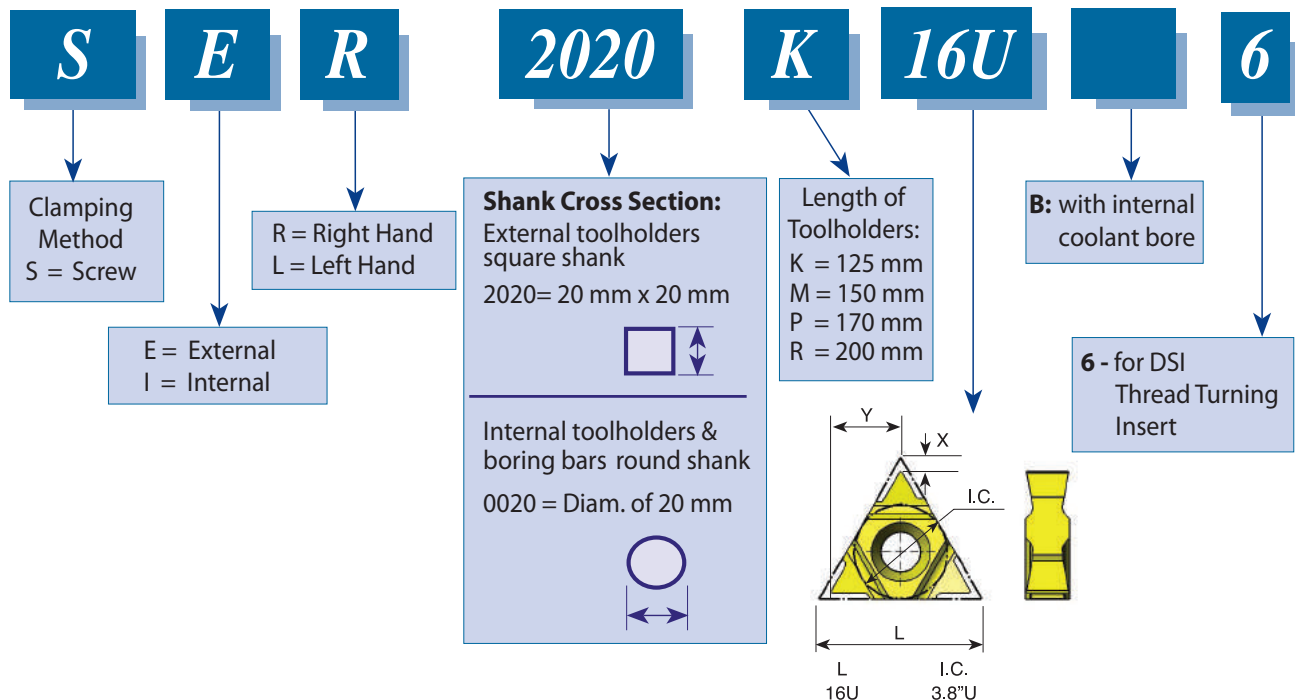 S E R 2020 K 16U 6
Clamping
Method
S = Screw
E = External
I = Internal
R = Right Hand
L = Left Hand
Shank Cross Section:
External toolholders
square shank
2020= 20 mm x 20 mm
Internal toolholders &
boring bars round shank
0020 = Diam. of 20 mm
Length of
Toolholders:
K = 125 mm
M = 150 mm
P = 170 mm
R = 200 mm
Y
X
I.C.
L
L I.C.
16U 3.8”U
B: with internal
coolant bore
6 - for DSI
Thread Turning
Insert